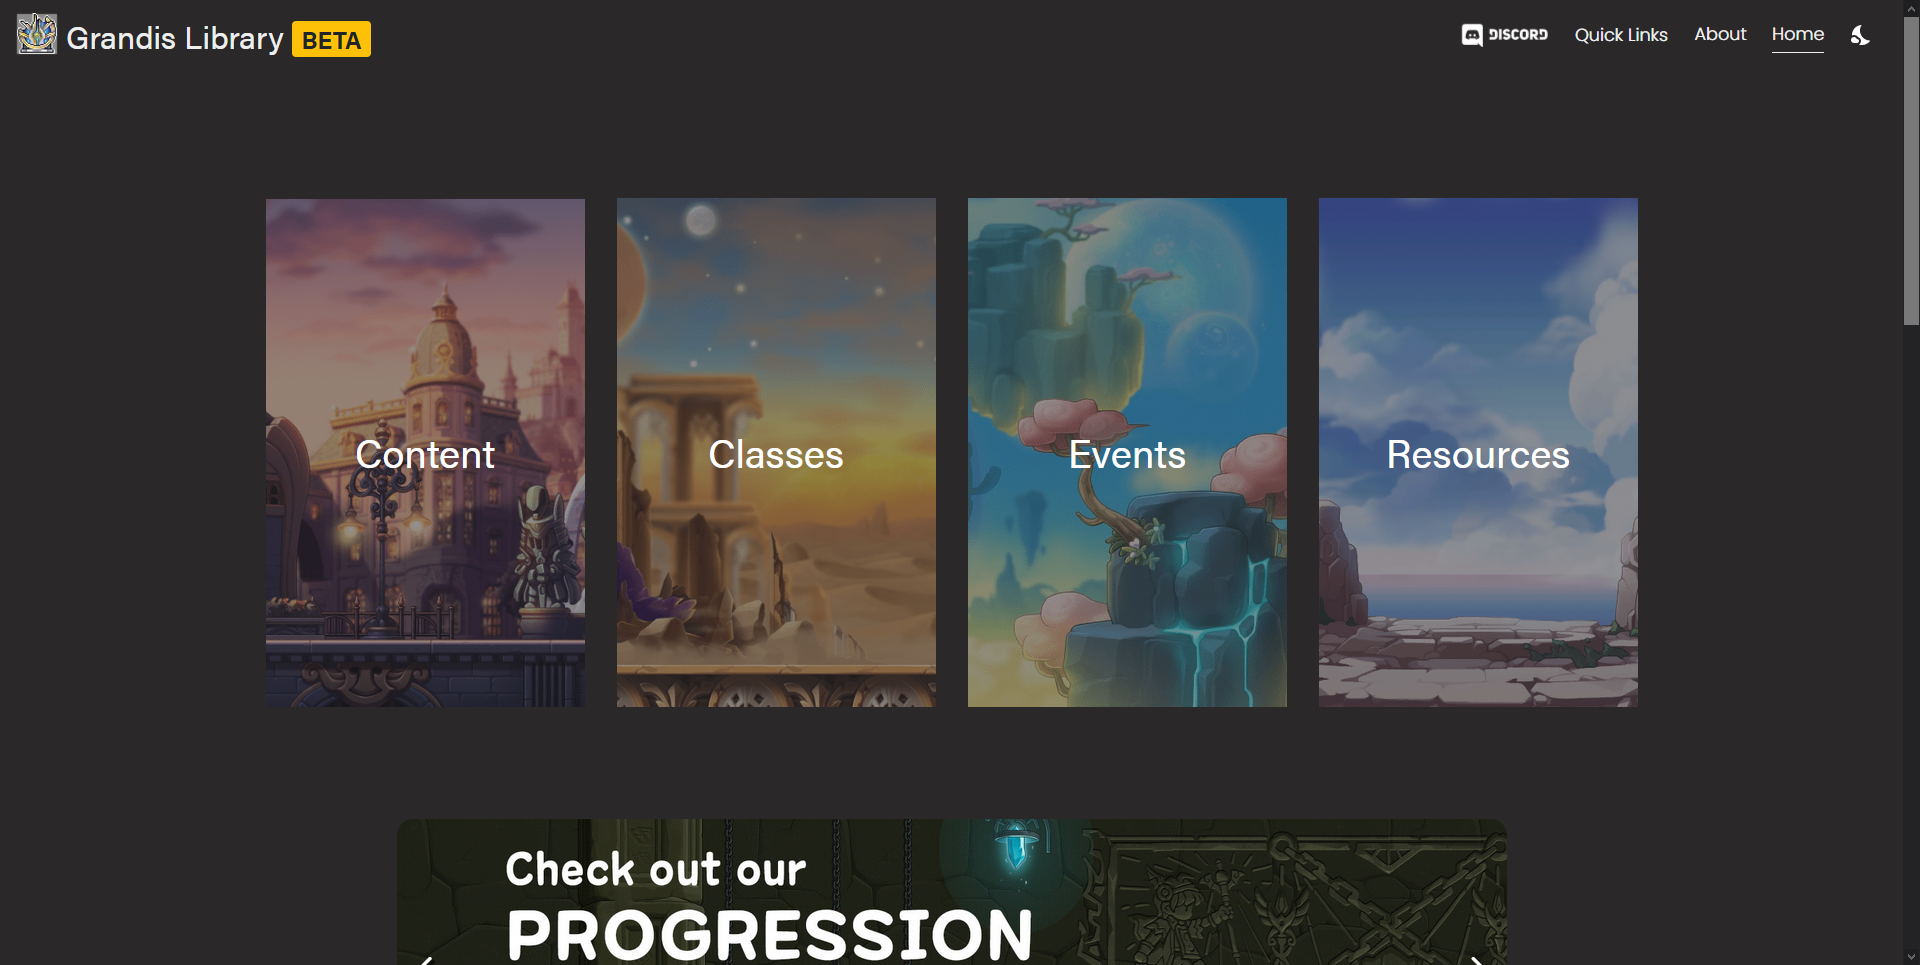 Grandis Library BETA
DISCORD Quick Links About Home
Content
Classes
Events
Resources
Check out our
PROGRESSION